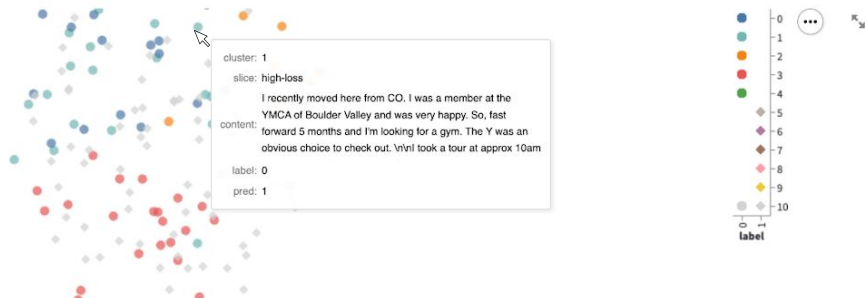 cluster: 1
slice: high-loss
I recently moved here from CO. I was a member at the
YMCA of Boulder Valley and was very happy. So, fast
content: forward 5 months and I'm looking for a gym. The Y was an
obvious choice to check out. \n\nI took a tour at approx 10am
label: 0
pred: 1
0
1
2
3
4
5
6
7
8
9
10
0 1
label